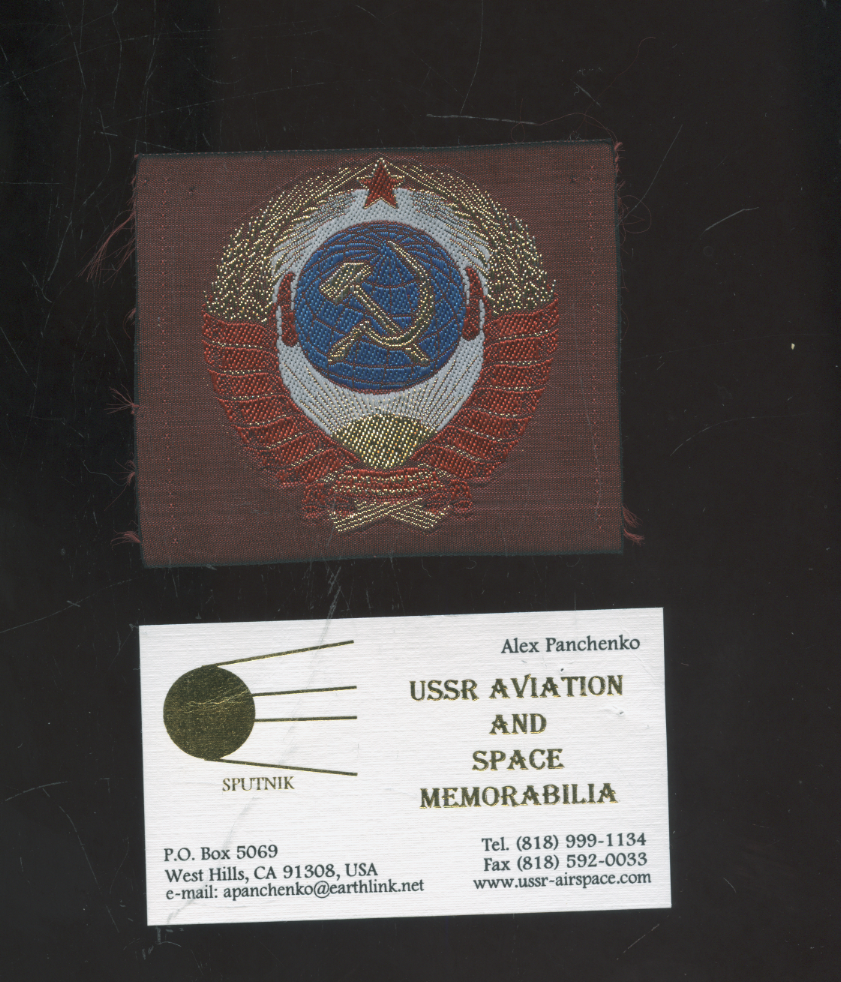 Alex Panchenko
USSR AVIATION
AND
SPACE
MEMORABILIA
SPUTNIK
P.O. Box 5069
West Hills, CA 91308, USA
e-mail: apanchenko@earthlink.net
Tel. (818) 999-1134
Fax (818) 592-0033
www.ussr-airspace.com